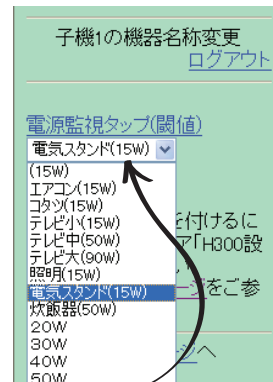 子機1の機器名称変更
ログアウト
電源監視タップ(閾値)
電気スタンド(15W)
(15W)
エアコン(15W)
コタツ(15W)
テレビ小(15W)
テレビ中(50W)
テレビ大(90W)
照明(15W)
電気スタンド(15W)
炊飯器(50W)
20W
30W
40W
50W
を付けるに
ア「H300設
をご参
へ